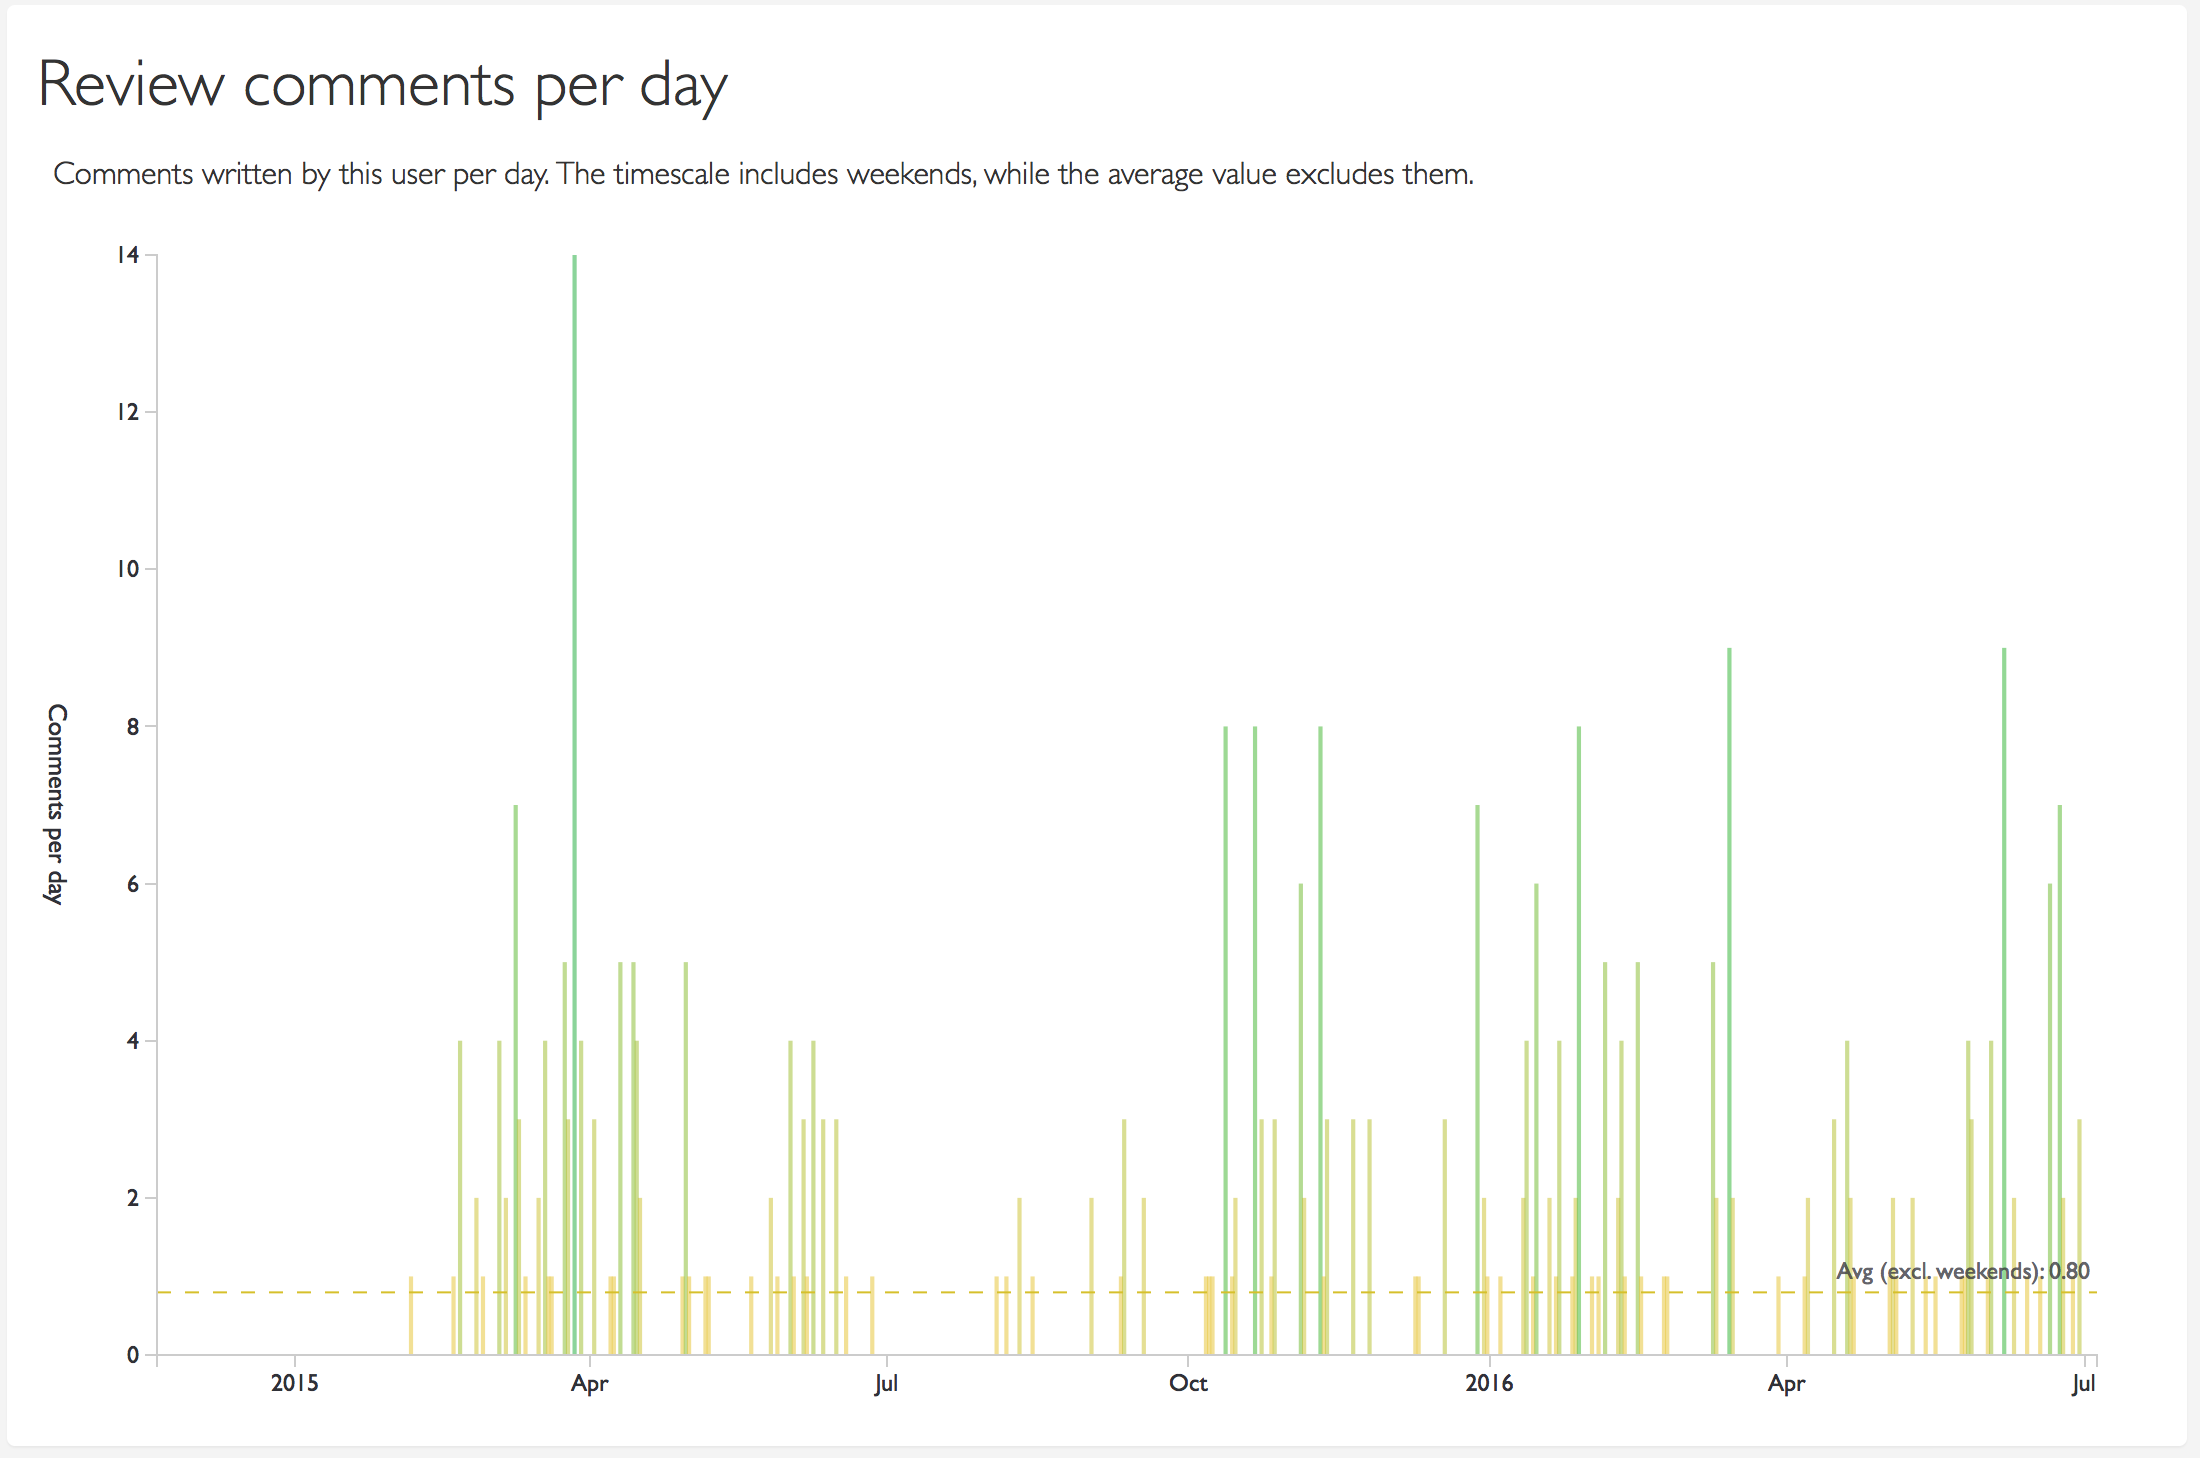 Review comments per day
Comments written by this user per day. The timescale includes weekends, while the average value excludes them.
14
12
10
8
6
4
2
0
Comments per day
Avg (excl. weekends): 0.80
2015
Apr
Jul
Oct
2016
Apr
Jul